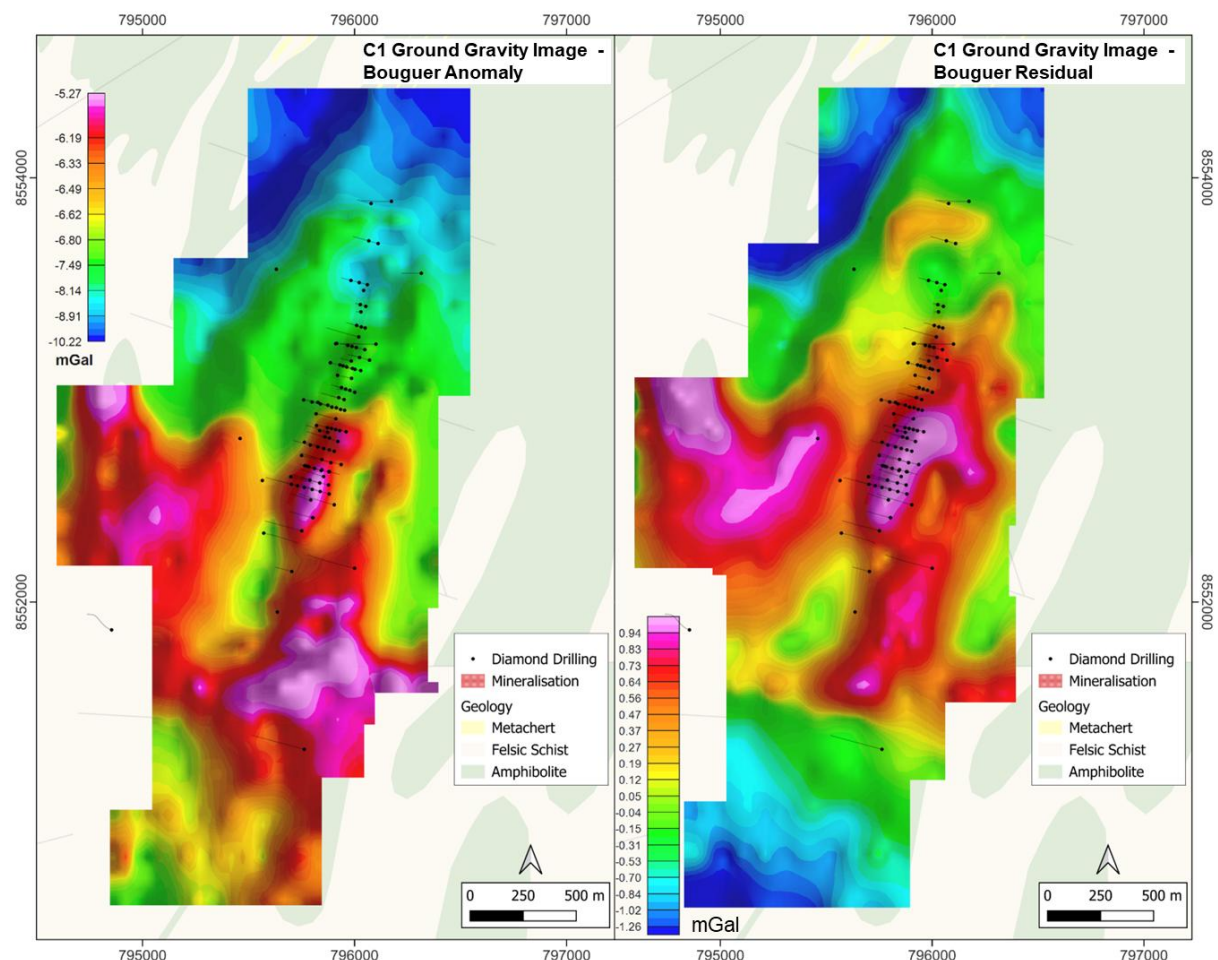 795000
796000
797000
795000
796000
797000
C1 Ground Gravity Image -
Bouguer Anomaly
-5.27
-6.19
-6.33
-6.49
-6.62
-6.80
-7.49
-8.14
-8.91
-10.22
mGal
8554000
8552000
Diamond Drilling
Mineralisation
Geology
Metachert
Felsic Schist
Amphibolite
0 250 500 m
C1 Ground Gravity Image -
Bouguer Residual
8554000
8552000
0.94
0.83
0.73
0.64
0.56
0.47
0.37
0.27
0.19
0.12
0.05
-0.04
-0.15
-0.31
-0.53
-0.70
-0.84
-1.02
-1.26
mGal
Diamond Drilling
Mineralisation
Geology
Metachert
Felsic Schist
Amphibolite
0 250 500 m
795000
796000
797000
795000
796000
797000